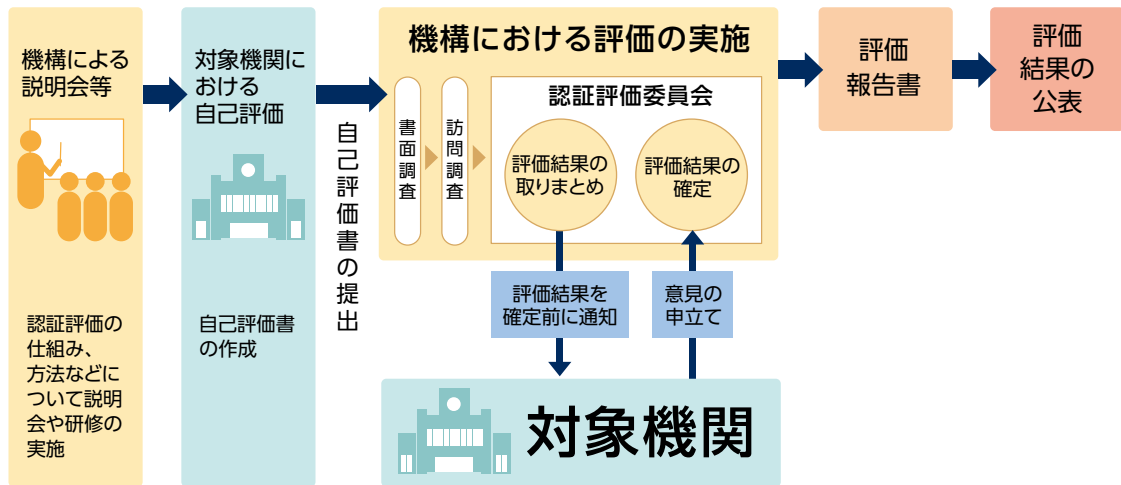 機構による
説明会等
認証評価の
仕組み、
方法などに
ついて説明
会や研修の
実施
対象機関に
おける
自己評価
自己評価書
の作成
自己評価書の提出
機構における評価の実施
書面調査
訪問調査
認証評価委員会
評価結果の
取りまとめ
評価結果の
確定
評価結果を
確定前に通知
意見の
申立て
対象機関
評価
報告書
評価
結果の
公表